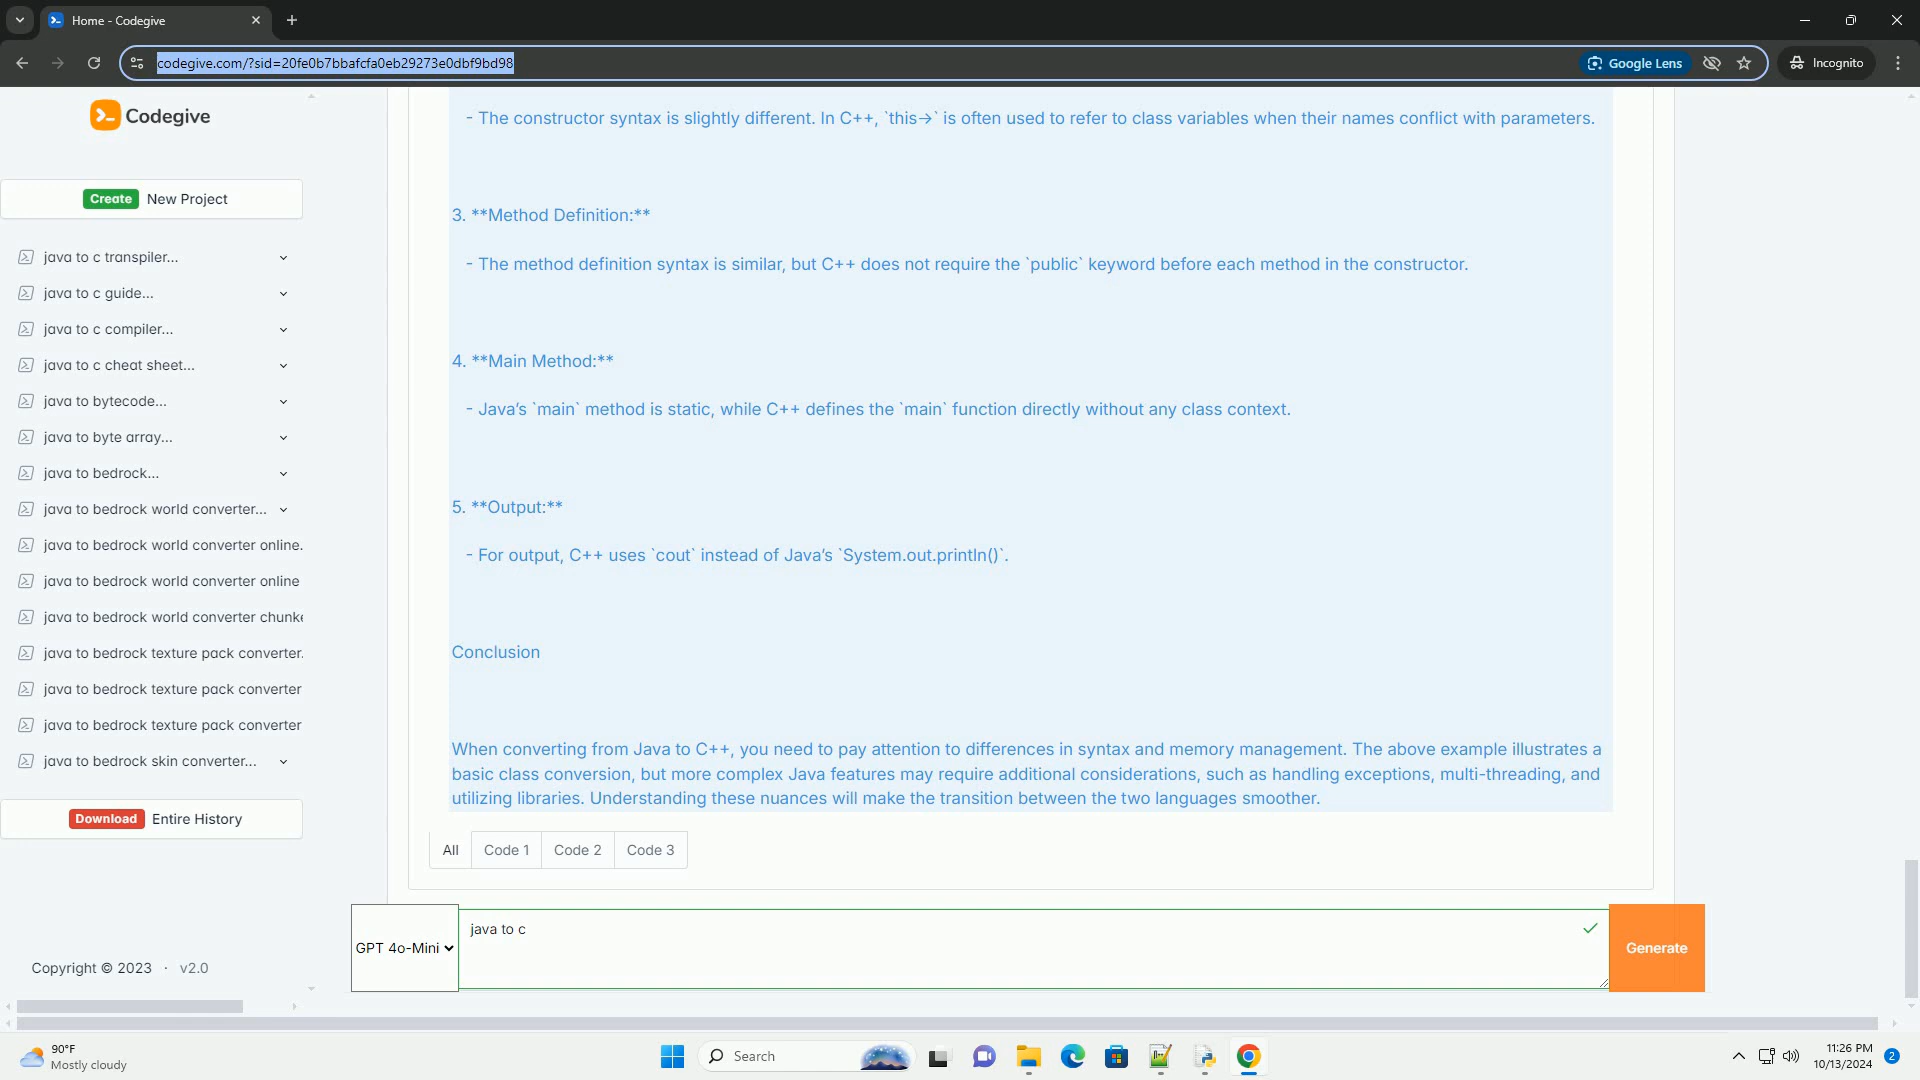 Home - Codegive
codegive.com/?sid=20fe0b7bbafcfa0eb29273e0dbf9bd98
Google Lens
Incognito
Codegive
Create New Project
java to c transpiler...
java to c guide...
java to c compiler...
java to c cheat sheet...
java to bytecode...
java to byte array...
java to bedrock...
java to bedrock world converter...
java to bedrock world converter online.
java to bedrock world converter online
java to bedrock world converter chunke
java to bedrock texture pack converter.
java to bedrock texture pack converter
java to bedrock texture pack converter
java to bedrock skin converter...
Download Entire History
Copyright © 2023 · v2.0
- The constructor syntax is slightly different. In C++, `this->` is often used to refer to class variables when their names conflict with parameters.
3. **Method Definition:**
- The method definition syntax is similar, but C++ does not require the `public` keyword before each method in the constructor.
4. **Main Method:**
- Java's `main` method is static, while C++ defines the `main` function directly without any class context.
5. **Output:**
- For output, C++ uses `cout` instead of Java's `System.out.println()`.
Conclusion
When converting from Java to C++, you need to pay attention to differences in syntax and memory management. The above example illustrates a
basic class conversion, but more complex Java features may require additional considerations, such as handling exceptions, multi-threading, and
utilizing libraries. Understanding these nuances will make the transition between the two languages smoother.
All Code 1 Code 2 Code 3
GPT 4o-Mini
java to c
Generate
90°F
Mostly cloudy
Search
11:26 PM
10/13/2024
2